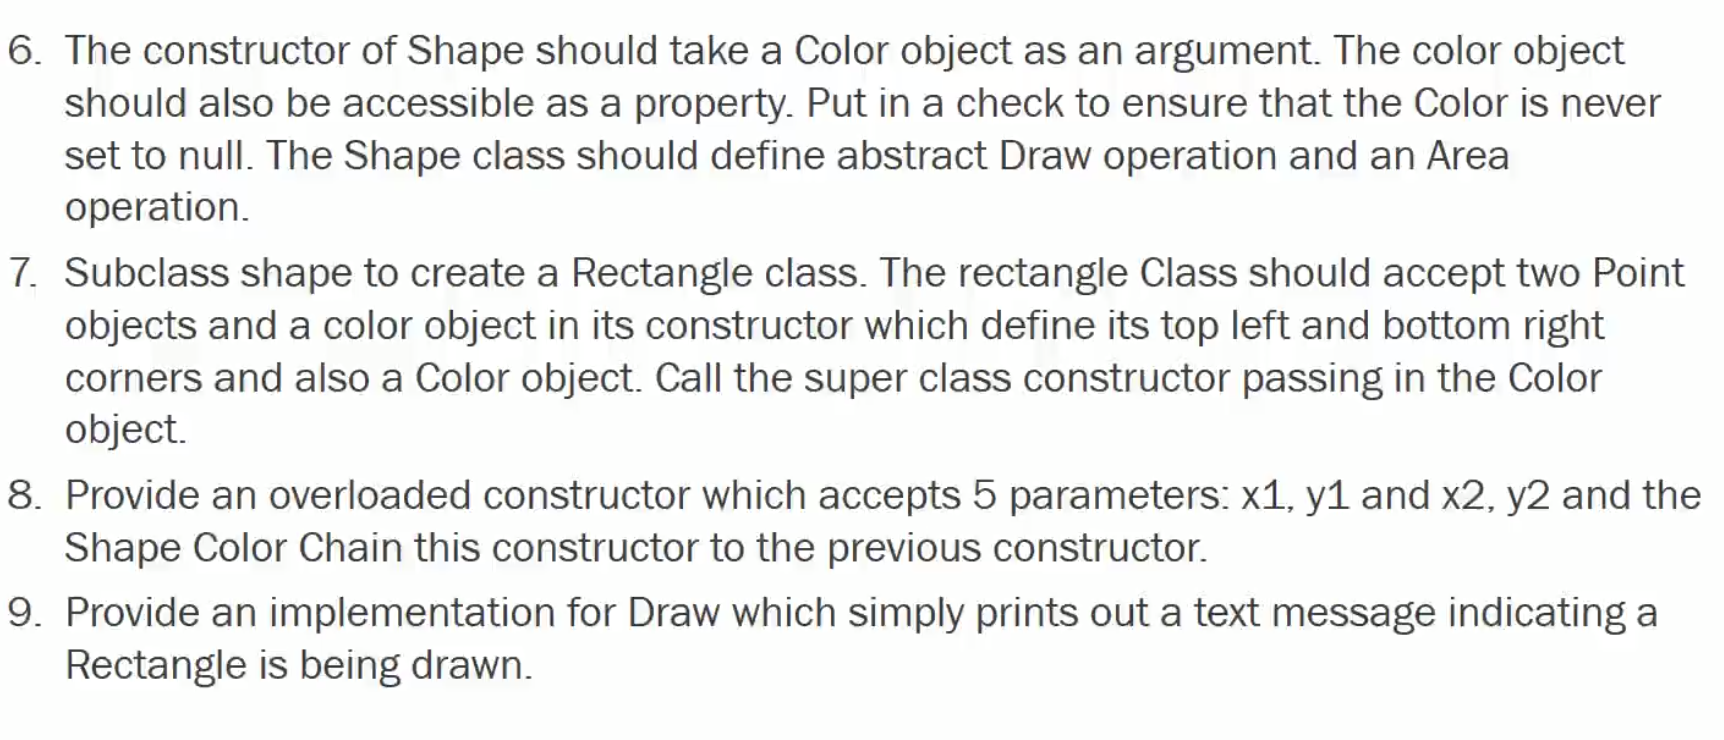 6. The constructor of Shape should take a Color object as an argument. The color object
should also be accessible as a property. Put in a check to ensure that the Color is never
set to null. The Shape class should define abstract Draw operation and an Area
operation.
7. Subclass shape to create a Rectangle class. The rectangle Class should accept two Point
objects and a color object in its constructor which define its top left and bottom right
corners and also a Color object. Call the super class constructor passing in the Color
object.
8. Provide an overloaded constructor which accepts 5 parameters: x1, y1 and x2, y2 and the
Shape Color Chain this constructor to the previous constructor.
9. Provide an implementation for Draw which simply prints out a text message indicating a
Rectangle is being drawn.